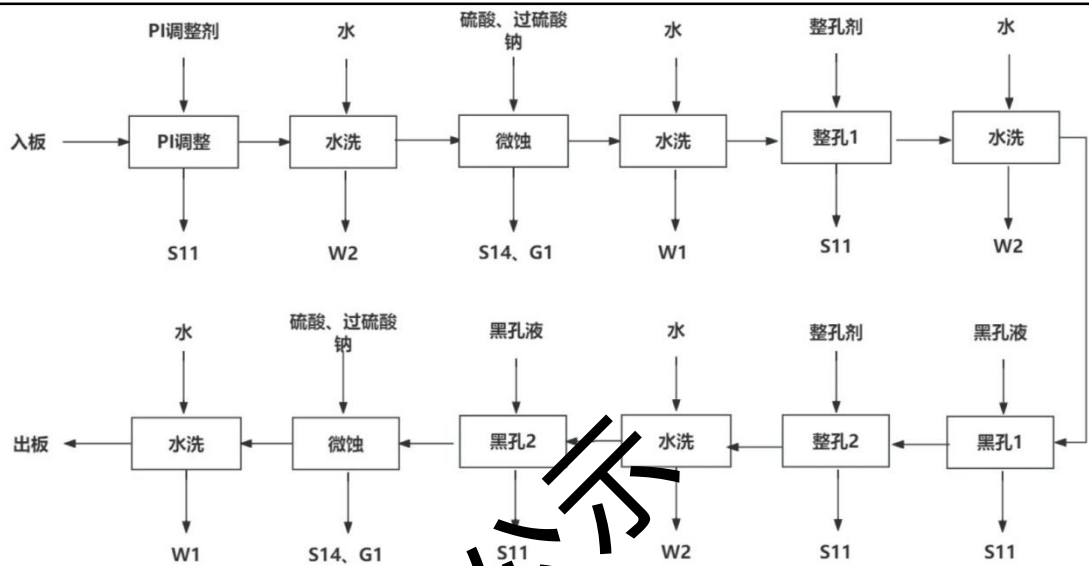 PI调整剂 水 硫酸、过硫酸 水 整孔剂 水
钠
入板 PI调整 水洗 微蚀 水洗 整孔1 水洗
S11 W2 S14、G1 W1 S11 W2
水 硫酸、过硫酸 黑孔液 水 整孔剂 黑孔液
钠
出板 水洗 微蚀 黑孔2 水洗 整孔2 黑孔1
W1 S14、G1 S11 W2 S11 S11
示